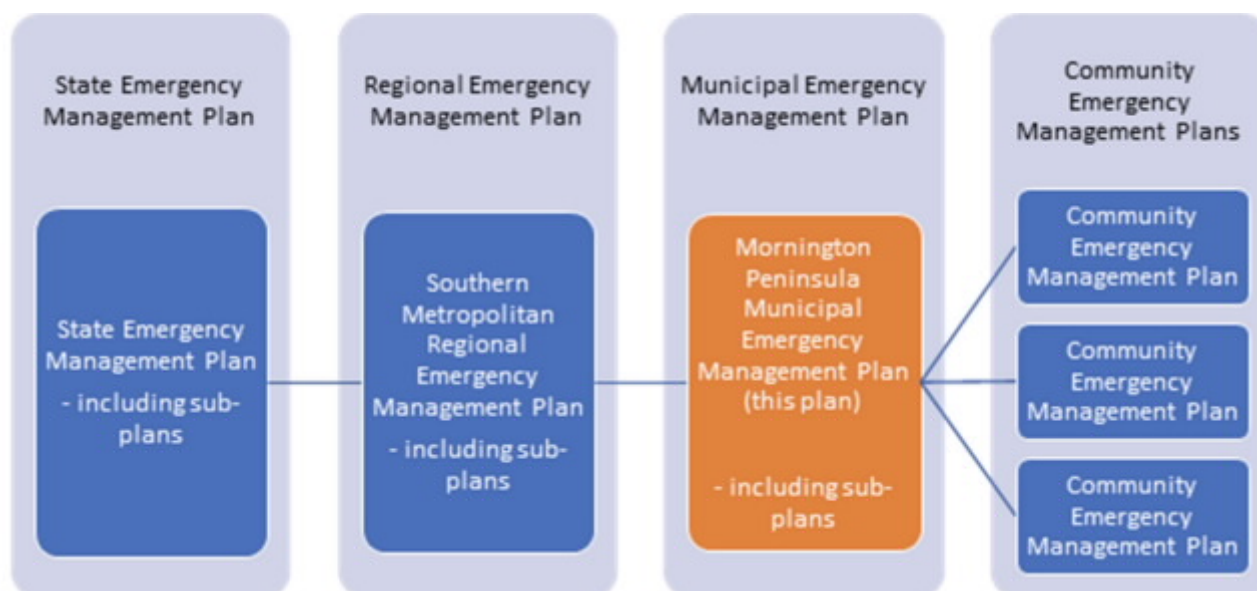 State Emergency
Management Plan
State Emergency
Management Plan
- including sub-
plans
Regional Emergency
Management Plan
Southern
Metropolitan
Regional
Emergency
Management Plan
- including sub-
plans
Municipal Emergency
Management Plan
Mornington
Peninsula
Municipal
Emergency
Management Plan
(this plan)
- including sub-
plans
Community
Emergency
Management Plans
Community
Emergency
Management Plan
Community
Emergency
Management Plan
Community
Emergency
Management Plan